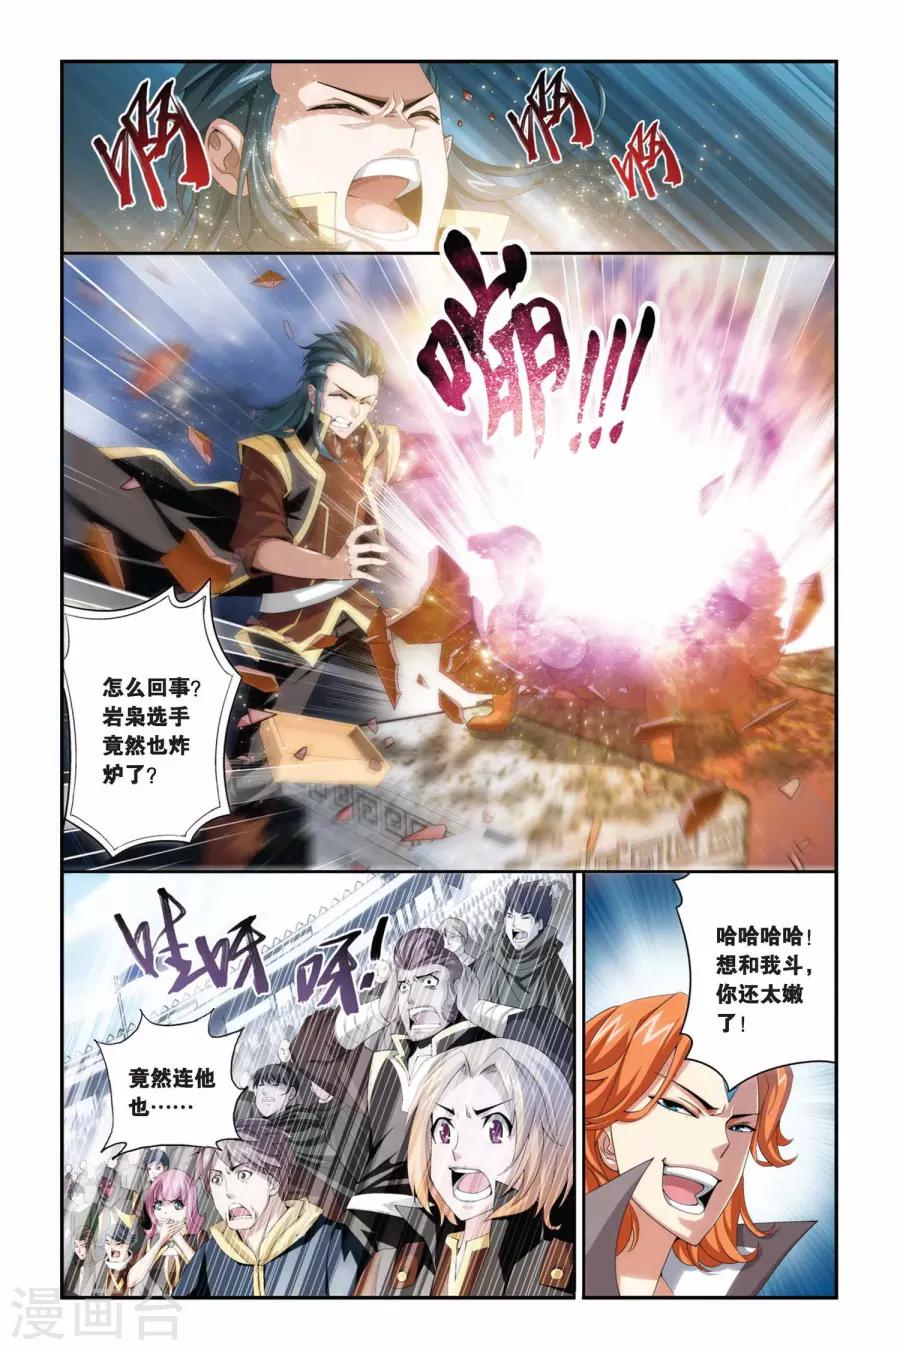 啊
啊
啊
嘣!!!
怎么回事？
岩枭选手
竟然也炸
炉了？
哇呀呀！
竟然连他
也……
哈哈哈哈！
想和我斗，
你还太嫩
了！
漫画台